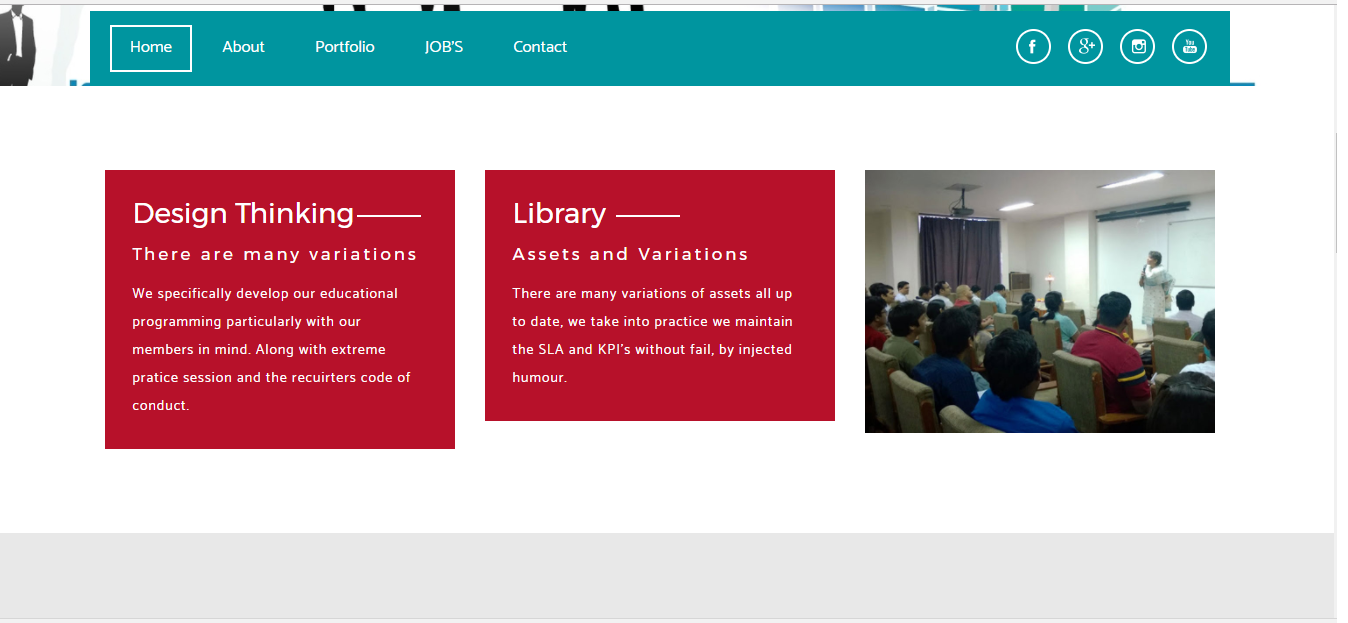 Home About Portfolio JOB'S Contact
Design Thinking
There are many variations
We specifically develop our educational
programming particularly with our
members in mind. Along with extreme
pratice session and the recuirters code of
conduct.
Library
Assets and Variations
There are many variations of assets all up
to date, we take into practice we maintain
the SLA and KPI's without fail, by injected
humour.